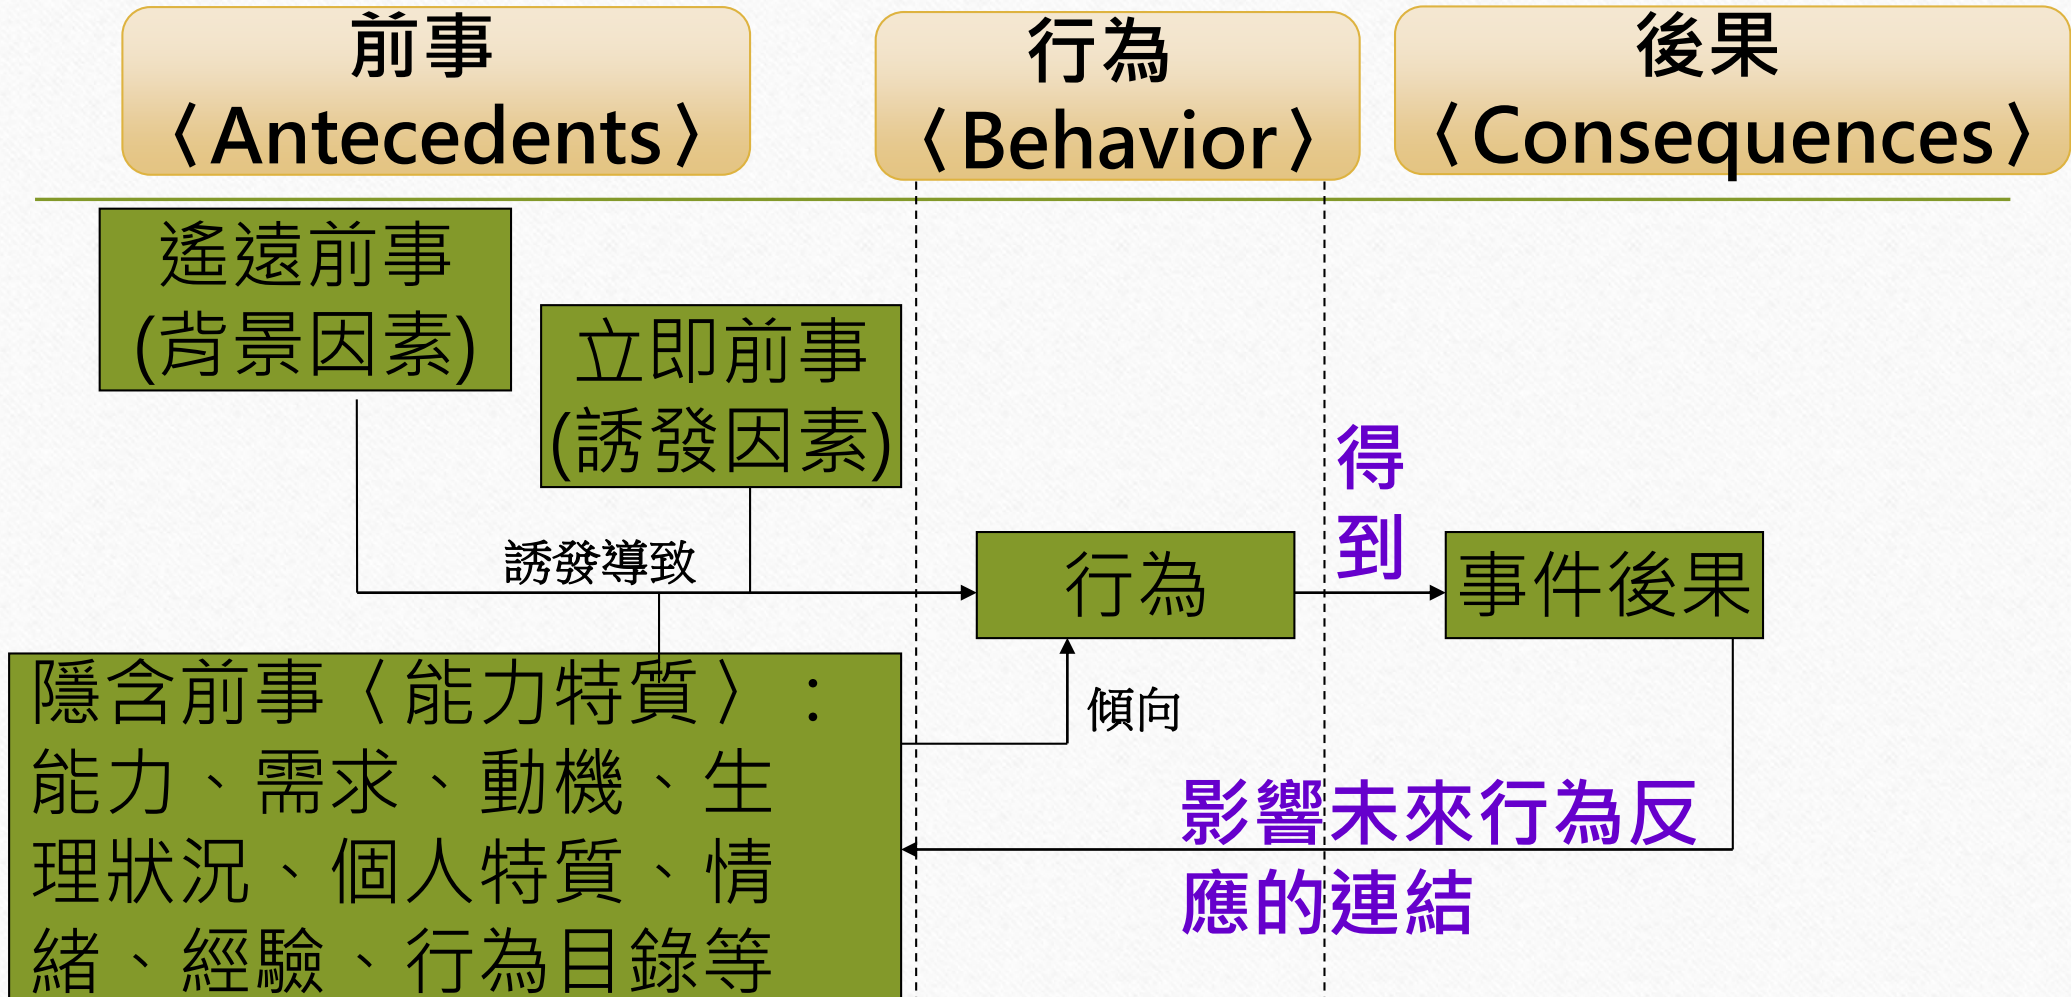 前事
〈Antecedents〉
行為
〈Behavior〉
後果
〈Consequences〉
遙遠前事
(背景因素)
立即前事
(誘發因素)
誘發導致
行為
得
到
事件後果
隱含前事〈能力特質〉：
能力、需求、動機、生
理狀況、個人特質、情
緒、經驗、行為目錄等
傾向
影響未來行為反
應的連結